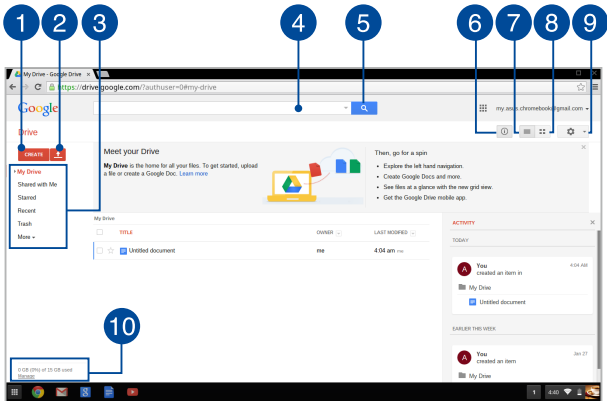 1 2 3 4 5 6 7 8 9
My Drive - Google Drive
https://drive.google.com/?authuser=0#my-drive
Google
my.asus.chromebook@gmail.com
Drive
CREATE
My Drive
Shared with Me
Starred
Recent
Trash
More
Meet your Drive
My Drive is the home for all your files. To get started, upload
a file or create a Google Doc. Learn more
Then, go for a spin
• Explore the left hand navigation.
• Create Google Docs and more.
• See files at a glance with the new grid view.
• Get the Google Drive mobile app.
My Drive
TITLE OWNER LAST MODIFIED
Untitled document me 4:04 am me
ACTIVITY
TODAY
A You 4:04 AM
created an item in
My Drive
Untitled document
EARLIER THIS WEEK
A You Jan 27
created an item
My Drive
10
0 GB (0%) of 15 GB used
Manage
8
1 4:40